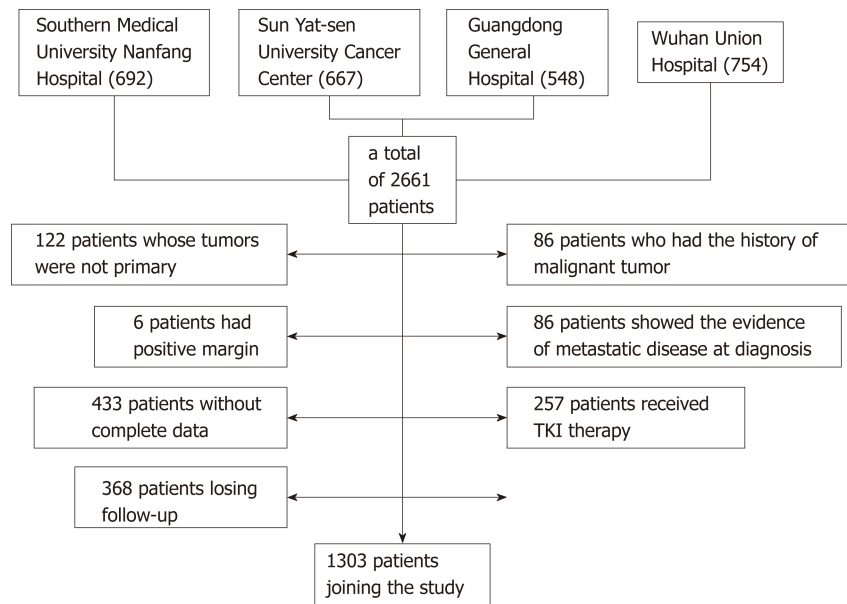 Southern Medical
University Nanfang
Hospital (692)
Sun Yat-sen
University Cancer
Center (667)
Guangdong
General
Hospital (548)
Wuhan Union
Hospital (754)
a total
of 2661
patients
122 patients whose tumors
were not primary
86 patients who had the history of
malignant tumor
6 patients had
positive margin
86 patients showed the evidence
of metastatic disease at diagnosis
433 patients without
complete data
257 patients received
TKI therapy
368 patients losing
follow-up
1303 patients
joining the study